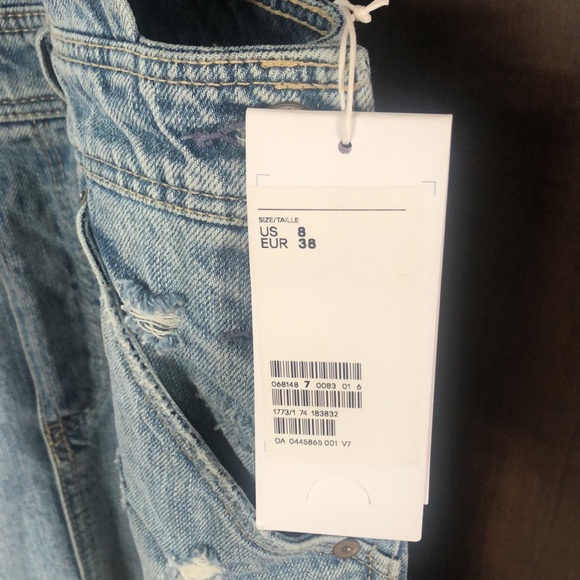 SIZE/TAILLE
US 8
EUR 38
068148 7 0083 01 6
1773/1 74 183832
OA 0445865 001 V7